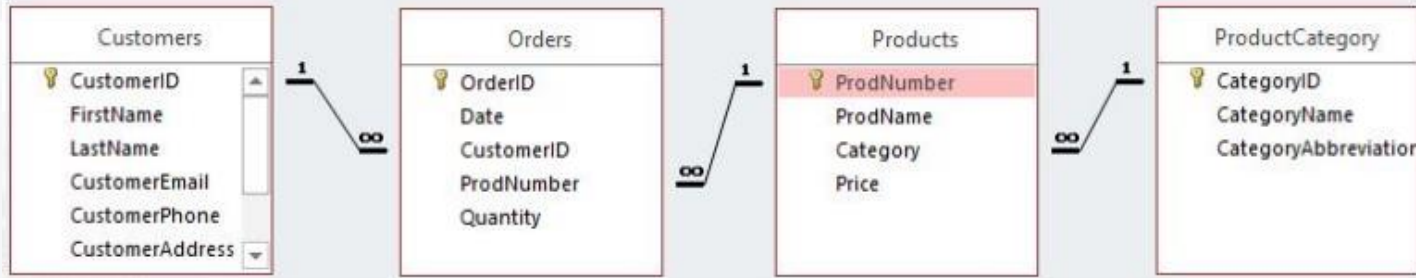 Customers
CustomerID
FirstName
LastName
CustomerEmail
CustomerPhone
CustomerAddress
1
∞
Orders
OrderID
Date
CustomerID
ProdNumber
Quantity
1
∞
Products
ProdNumber
ProdName
Category
Price
1
∞
ProductCategory
CategoryID
CategoryName
CategoryAbbreviation